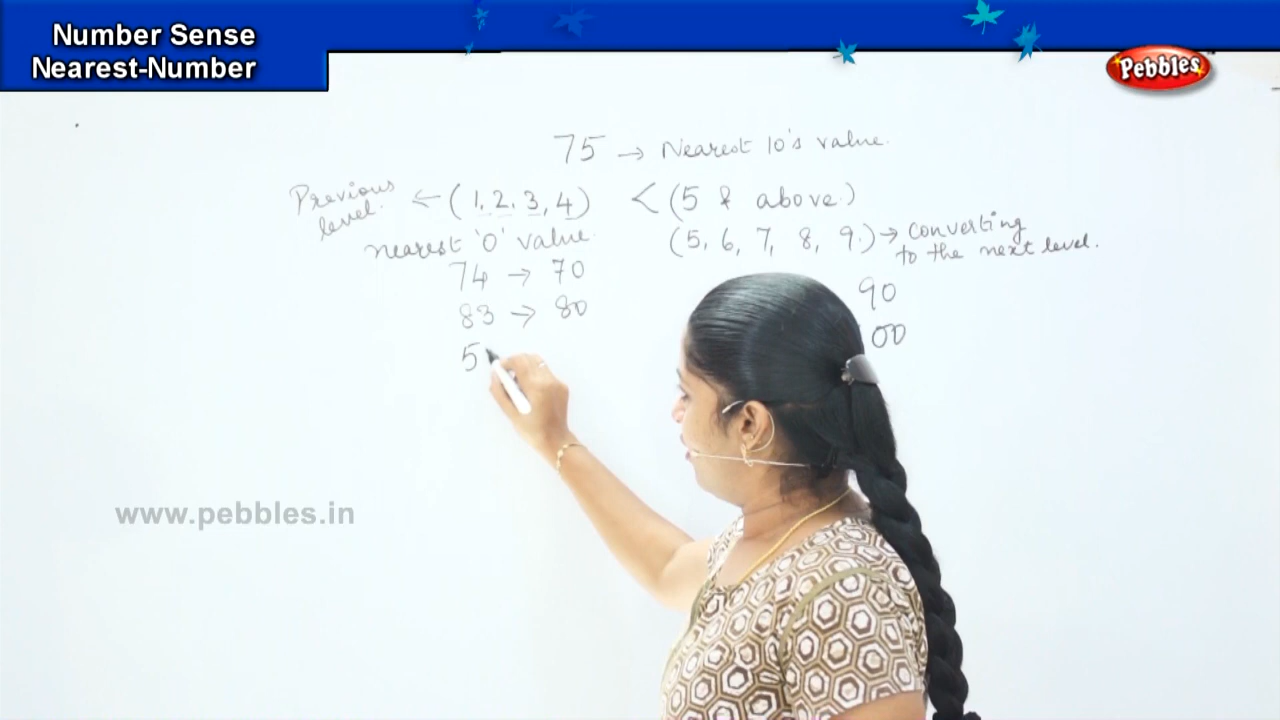 Number Sense
Nearest-Number
Pebbles
75 → Nearest 10's value.
Previous level. ← (1, 2, 3, 4) < (5 & above.)
nearest '0' value. (5, 6, 7, 8, 9.) → converting to the next level.
74 → 70
90
83 → 80
00
5
www.pebbles.in